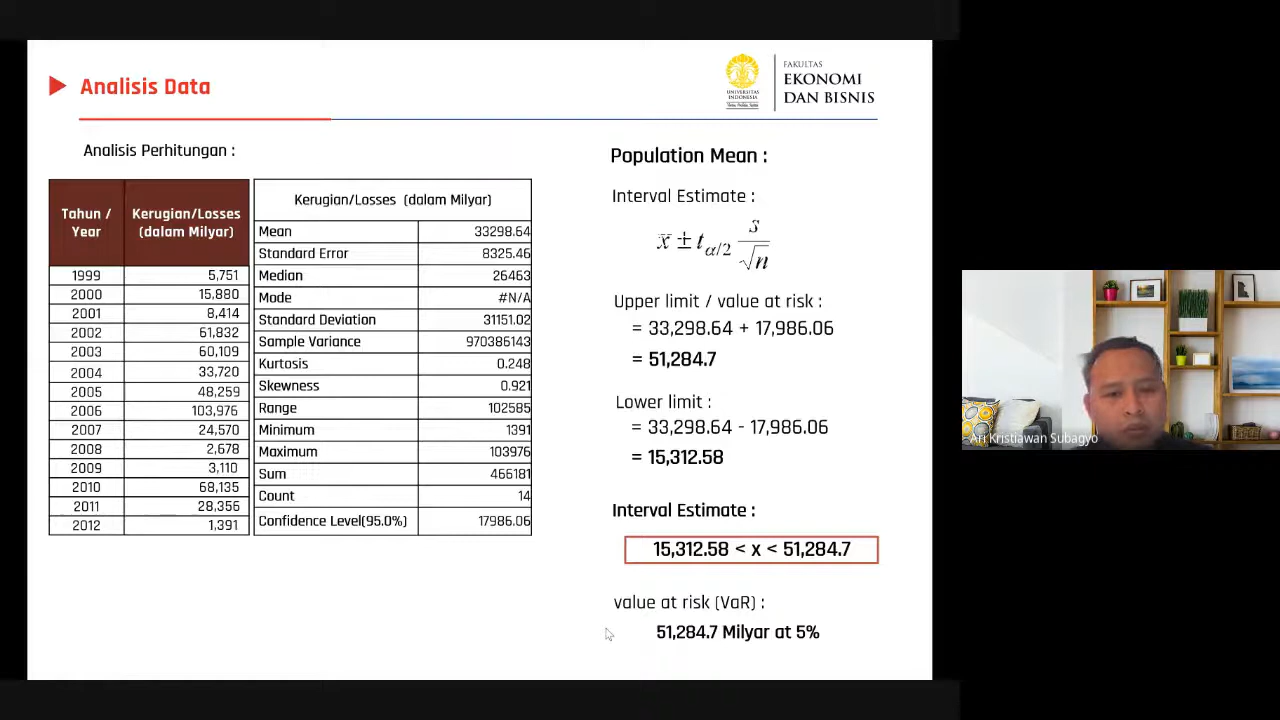 Analisis Data
UNIVERSITAS
INDONESIA
FAKULTAS
EKONOMI
DAN BISNIS
Analisis Perhitungan :
Tahun / Year | Kerugian/Losses (dalam Milyar)
1999 | 5,751
2000 | 15,880
2001 | 8,414
2002 | 61,832
2003 | 60,109
2004 | 33,720
2005 | 48,259
2006 | 103,976
2007 | 24,570
2008 | 2,678
2009 | 3,110
2010 | 68,135
2011 | 28,356
2012 | 1,391
Kerugian/Losses (dalam Milyar)
Mean | 33298.64
Standard Error | 8325.46
Median | 26463
Mode | #N/A
Standard Deviation | 31151.02
Sample Variance | 970386143
Kurtosis | 0.248
Skewness | 0.921
Range | 102585
Minimum | 1391
Maximum | 103976
Sum | 466181
Count | 14
Confidence Level(95.0%) | 17986.06
Population Mean :
Interval Estimate :
x̄ ± t α/2 s/√n
Upper limit / value at risk :
= 33,298.64 + 17,986.06
= 51,284.7
Lower limit :
= 33,298.64 - 17,986.06
= 15,312.58
Interval Estimate :
15,312.58 < x < 51,284.7
value at risk (VaR) :
51,284.7 Milyar at 5%
Ari Kristiawan Subagyo